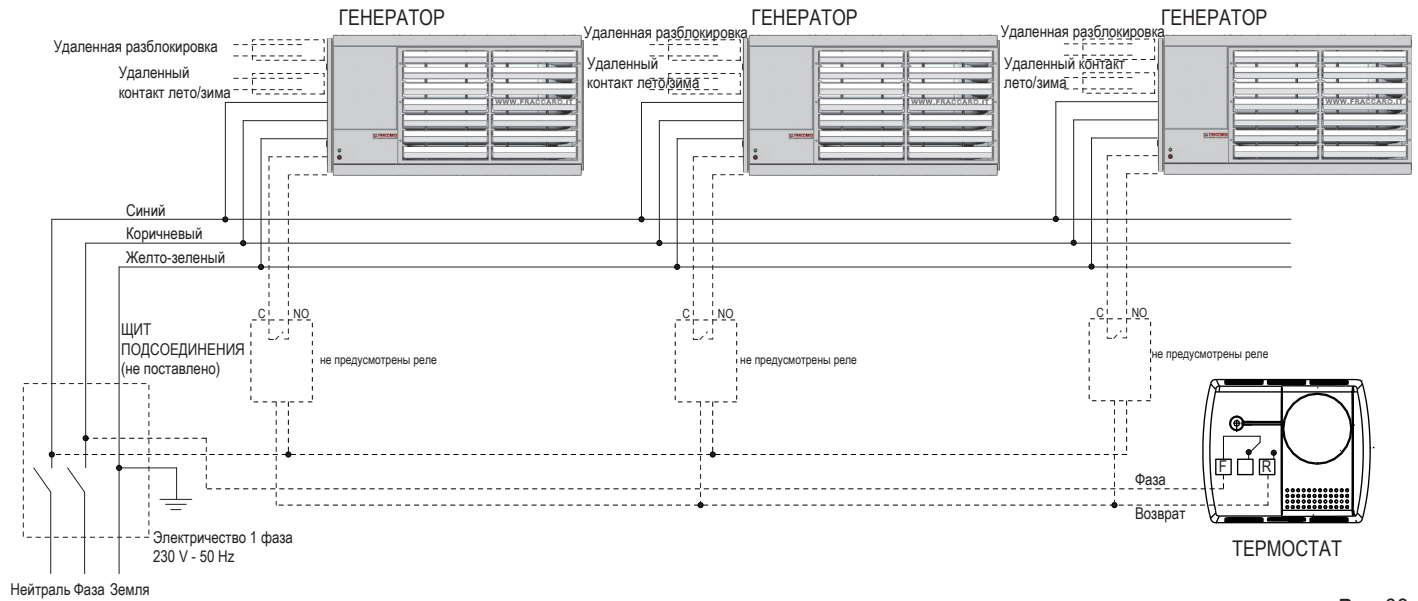 ГЕНЕРАТОР
ГЕНЕРАТОР
ГЕНЕРАТОР
Удаленная разблокировка
Удаленный
контакт лето/зима
Удаленная разблокировка
Удаленный
контакт лето/зима
Удаленная разблокировка
Удаленный контакт
лето/зима
WWW.FRACCARO.IT
WWW.FRACCARO.IT
WWW.FRACCARO.IT
FRACCARO
FRACCARO
FRACCARO
Синий
Коричневый
Желто-зеленый
C NO
C NO
C NO
ЩИТ
ПОДСОЕДИНЕНИЯ
(не поставлено)
не предусмотрены реле
не предусмотрены реле
не предусмотрены реле
F R
Фаза
Возврат
ТЕРМОСТАТ
Электричество 1 фаза
230 V - 50 Hz
Нейтраль Фаза Земля